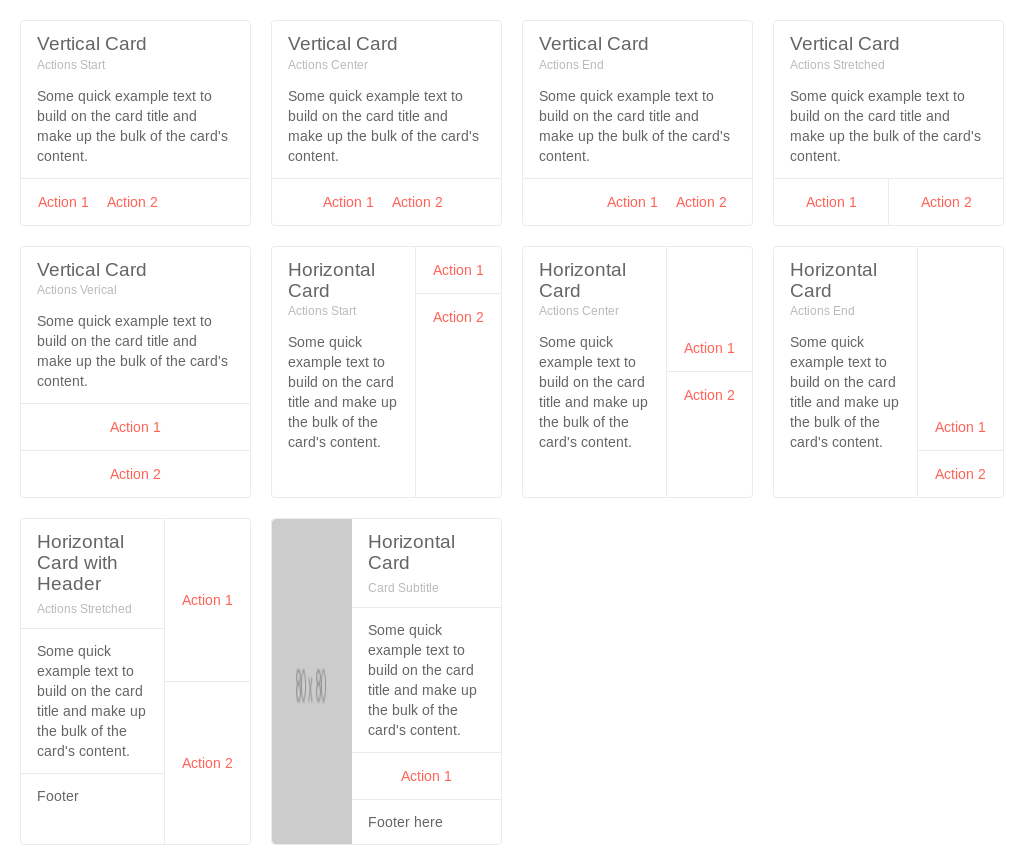 Vertical Card
Actions Start
Some quick example text to
build on the card title and
make up the bulk of the card's
content.
Action 1 Action 2
Vertical Card
Actions Center
Some quick example text to
build on the card title and
make up the bulk of the card's
content.
Action 1 Action 2
Vertical Card
Actions End
Some quick example text to
build on the card title and
make up the bulk of the card's
content.
Action 1 Action 2
Vertical Card
Actions Stretched
Some quick example text to
build on the card title and
make up the bulk of the card's
content.
Action 1 Action 2
Vertical Card
Actions Verical
Some quick example text to
build on the card title and
make up the bulk of the card's
content.
Action 1
Action 2
Horizontal
Card
Actions Start
Some quick
example text to
build on the card
title and make up
the bulk of the
card's content.
Action 1
Action 2
Horizontal
Card
Actions Center
Some quick
example text to
build on the card
title and make up
the bulk of the
card's content.
Action 1
Action 2
Horizontal
Card
Actions End
Some quick
example text to
build on the card
title and make up
the bulk of the
card's content.
Action 1
Action 2
Horizontal
Card with
Header
Actions Stretched
Some quick
example text to
build on the card
title and make up
the bulk of the
card's content.
Footer
Action 1
Action 2
80 x 80
Horizontal
Card
Card Subtitle
Some quick
example text to
build on the card
title and make up
the bulk of the
card's content.
Action 1
Footer here